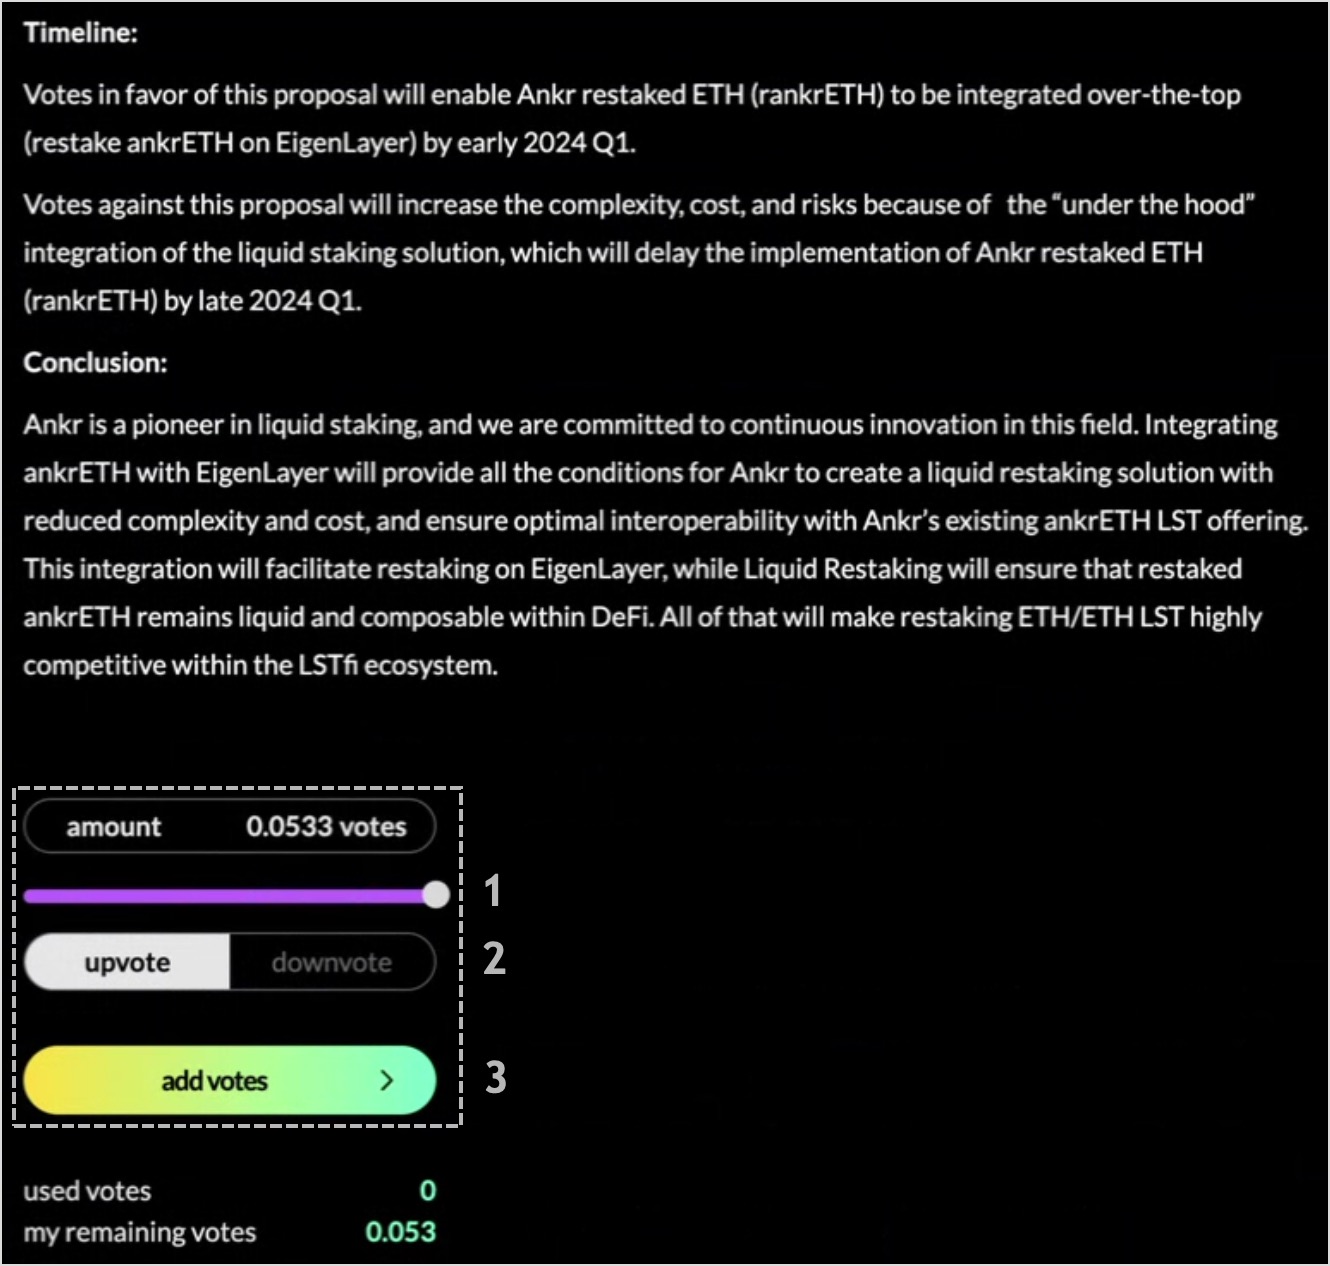 Timeline:
Votes in favor of this proposal will enable Ankr restaked ETH (rankrETH) to be integrated over-the-top
(restake ankrETH on EigenLayer) by early 2024 Q1.
Votes against this proposal will increase the complexity, cost, and risks because of  the “under the hood”
integration of the liquid staking solution, which will delay the implementation of Ankr restaked ETH
(rankrETH) by late 2024 Q1.
Conclusion:
Ankr is a pioneer in liquid staking, and we are committed to continuous innovation in this field. Integrating
ankrETH with EigenLayer will provide all the conditions for Ankr to create a liquid restaking solution with
reduced complexity and cost, and ensure optimal interoperability with Ankr’s existing ankrETH LST offering.
This integration will facilitate restaking on EigenLayer, while Liquid Restaking will ensure that restaked
ankrETH remains liquid and composable within DeFi. All of that will make restaking ETH/ETH LST highly
competitive within the LSTfi ecosystem.
amount 0.0533 votes
1
upvote downvote 2
add votes > 3
used votes 0
my remaining votes 0.053